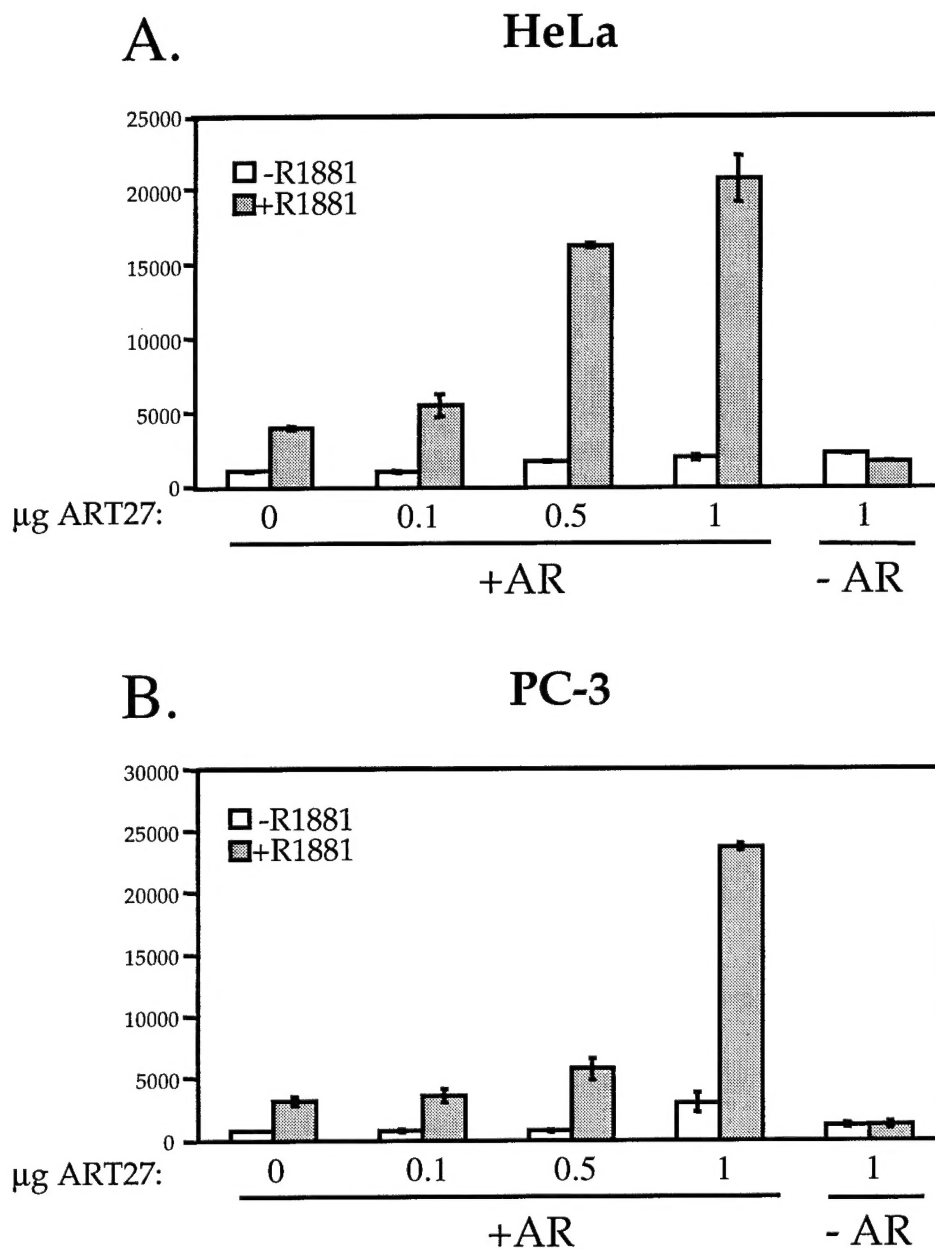 A.
HeLa
25000
20000
15000
10000
5000
0
-R1881
+R1881
µg ART27: 0 0.1 0.5 1 1
+AR - AR
B.
PC-3
30000
25000
20000
15000
10000
5000
0
-R1881
+R1881
µg ART27: 0 0.1 0.5 1 1
+AR - AR